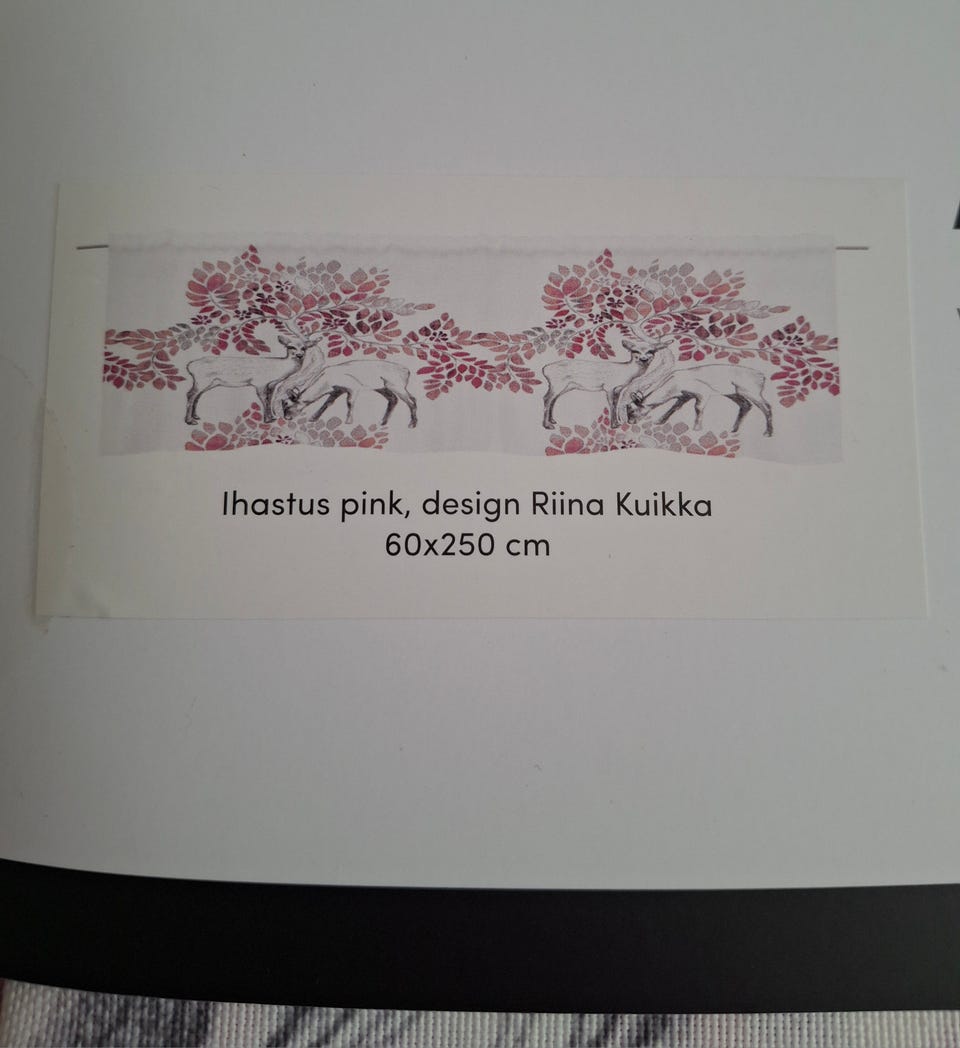 Ihastus pink, design Riina Kuikka
60x250 cm